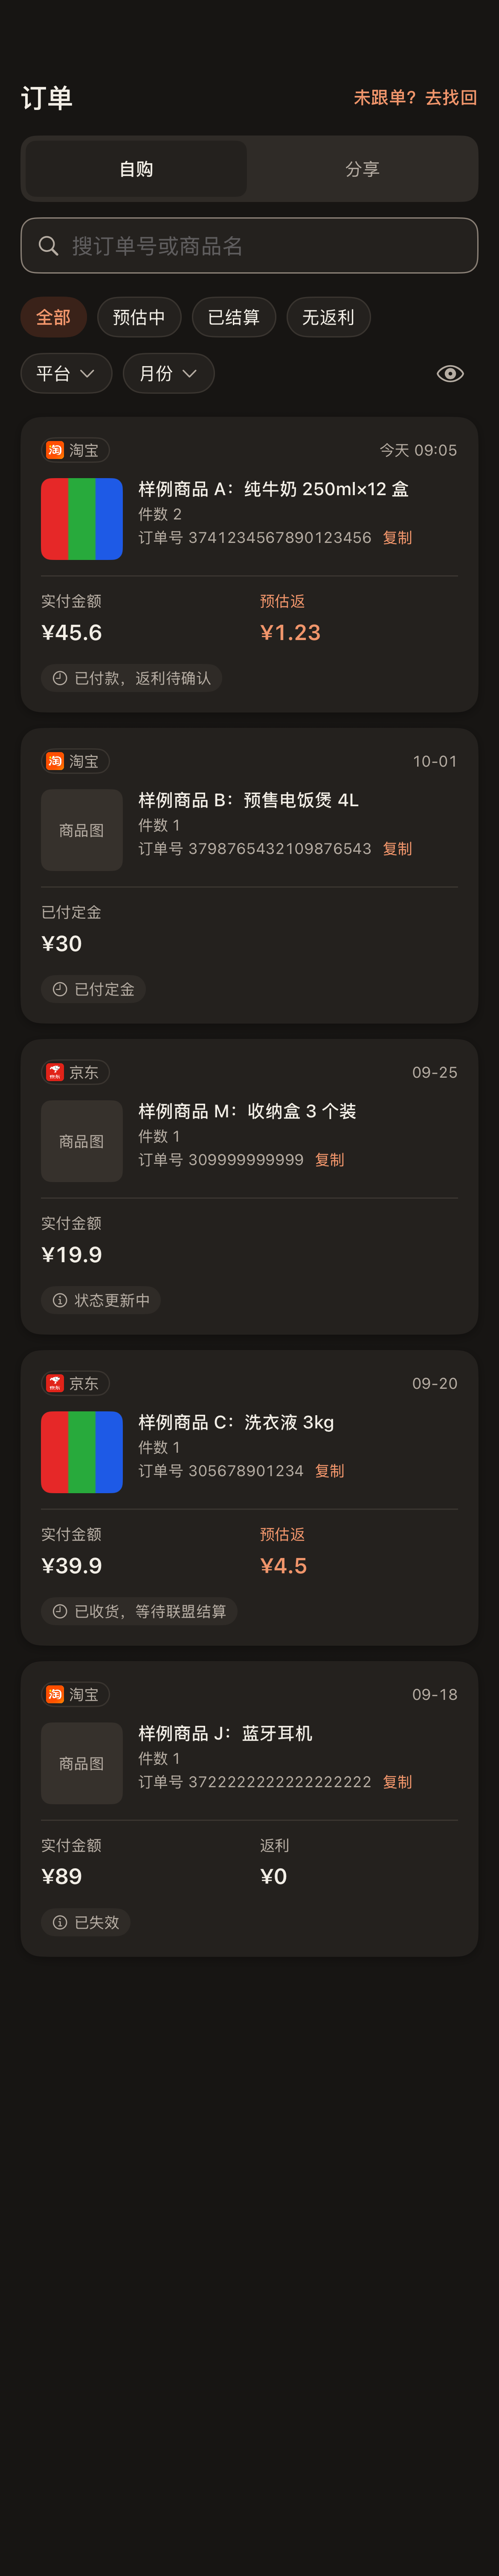 订单
未跟单？去找回
自购
分享
搜订单号或商品名
全部
预估中
已结算
无返利
平台
月份
淘 淘宝
今天 09:05
样例商品 A：纯牛奶 250ml×12 盒
件数 2
订单号 3741234567890123456 复制
实付金额
预估返
¥45.6
¥1.23
已付款，返利待确认
淘 淘宝
10-01
样例商品 B：预售电饭煲 4L
商品图
件数 1
订单号 3798765432109876543 复制
已付定金
¥30
已付定金
京东 京东
09-25
样例商品 M：收纳盒 3 个装
商品图
件数 1
订单号 309999999999 复制
实付金额
¥19.9
状态更新中
京东 京东
09-20
样例商品 C：洗衣液 3kg
件数 1
订单号 305678901234 复制
实付金额
预估返
¥39.9
¥4.5
已收货，等待联盟结算
淘 淘宝
09-18
样例商品 J：蓝牙耳机
商品图
件数 1
订单号 3722222222222222222 复制
实付金额
返利
¥89
¥0
已失效